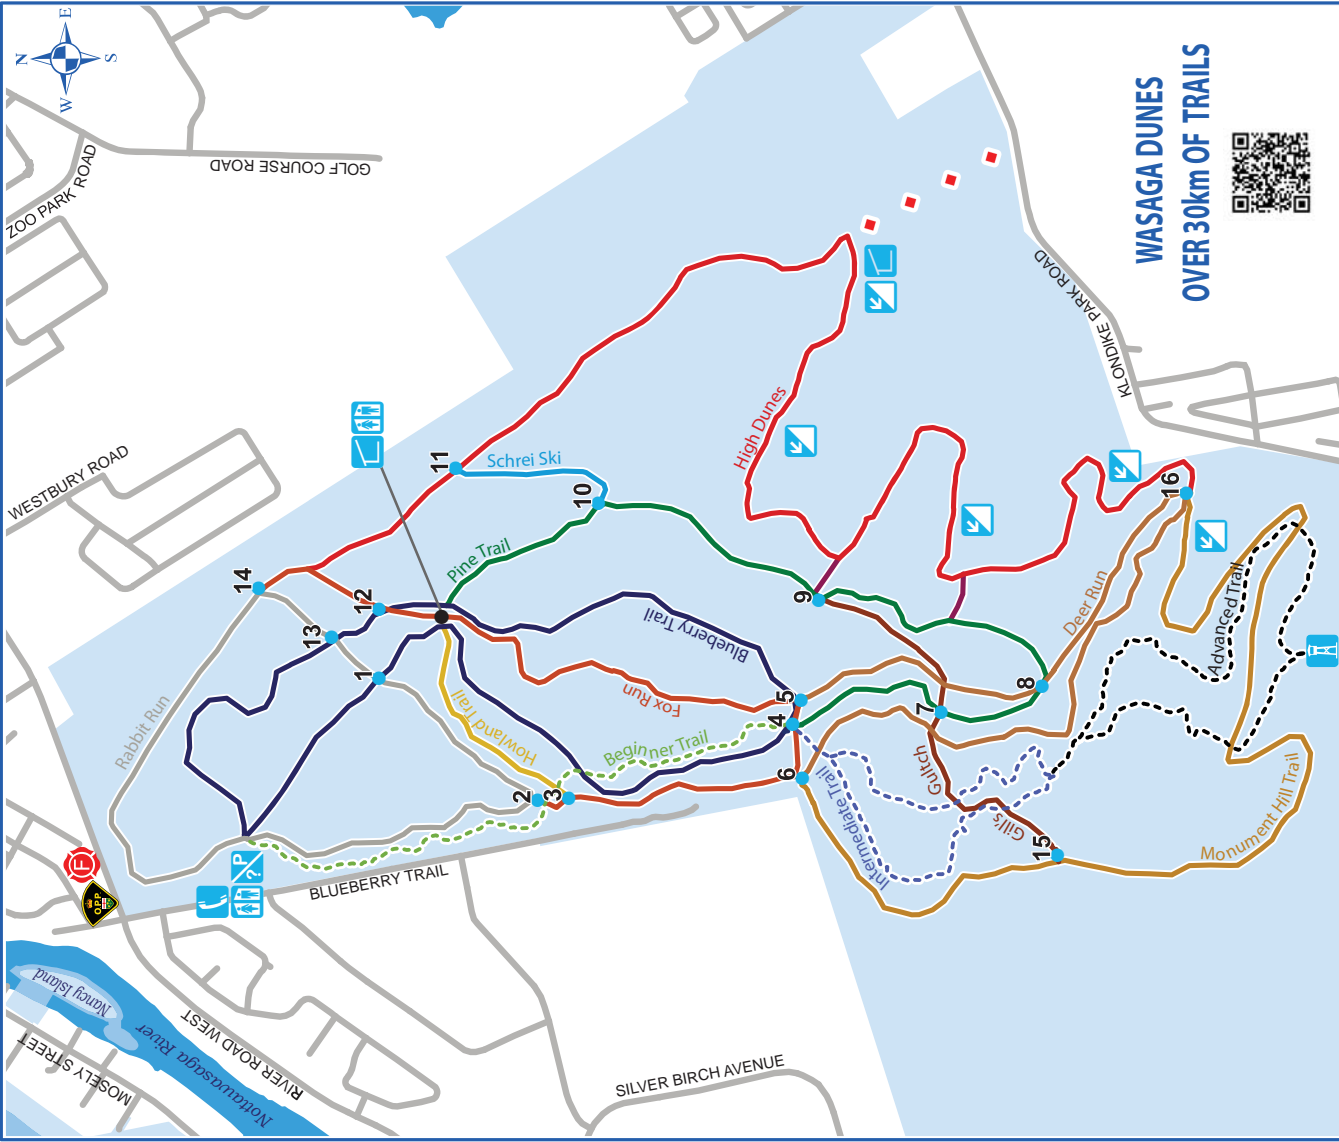 N
E
S
W
WASAGA DUNES
OVER 30km OF TRAILS
ZOO PARK ROAD
GOLF COURSE ROAD
WESTBURY ROAD
KLONDIKE PARK ROAD
BLUEBERRY TRAIL
SILVER BIRCH AVENUE
RIVER ROAD WEST
MOSELY STREET
Nancy Island
Nottawasaga River
F
O.P.P.
?P
Rabbit Run
Howland Trail
Beginner Trail
Fox Run
Blueberry Trail
Pine Trail
Schrei Ski
High Dunes
Deer Run
Advanced Trail
Monument Hill Trail
Intermediate Trail
Gill's
Gultch
1
2
3
4
5
6
7
8
9
10
11
12
13
14
15
16